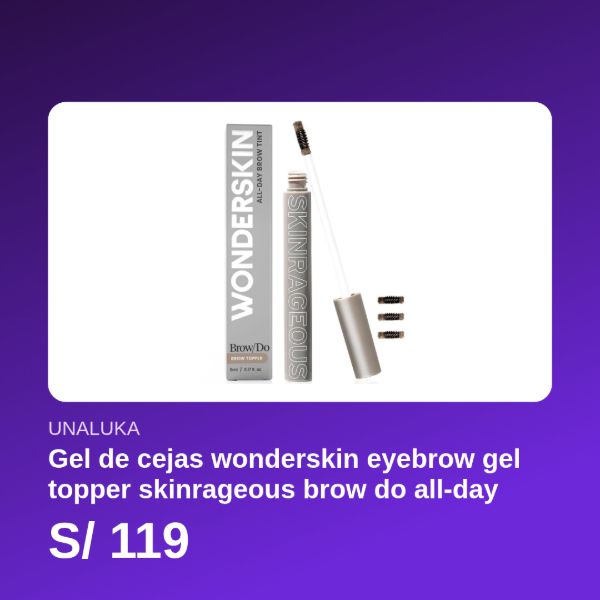 WONDERSKIN
ALL-DAY BROW TINT
Brow/Do
BROW TOPPER
SKINRAGEOUS
UNALUKA
Gel de cejas wonderskin eyebrow gel
topper skinrageous brow do all-day
S/ 119